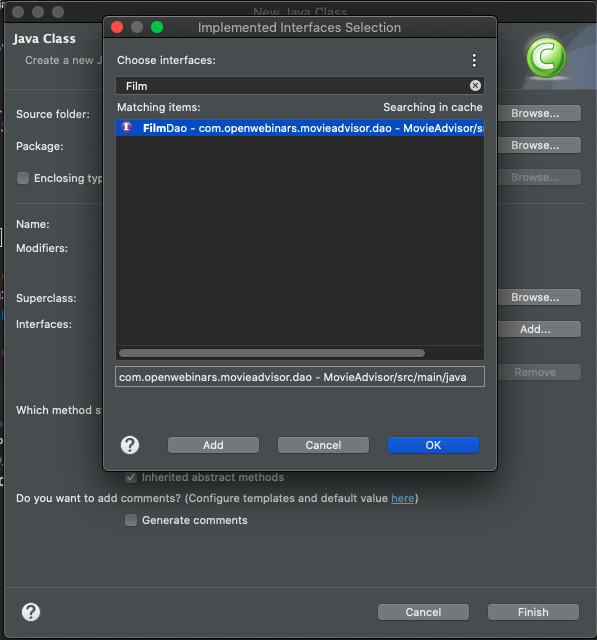 New Java Class
Implemented Interfaces Selection
Java Class
Create a new J
Choose interfaces:
Film
Matching items:
Searching in cache
FilmDao - com.openwebinars.movieadvisor.dao - MovieAdvisor/s
Source folder:
Browse...
Package:
Browse...
Enclosing typ
Browse...
Name:
Modifiers:
Superclass:
Browse...
Interfaces:
Add...
Remove
com.openwebinars.movieadvisor.dao - MovieAdvisor/src/main/java
Which method s
Add
Cancel
OK
Inherited abstract methods
Do you want to add comments? (Configure templates and default value here)
Generate comments
Cancel
Finish